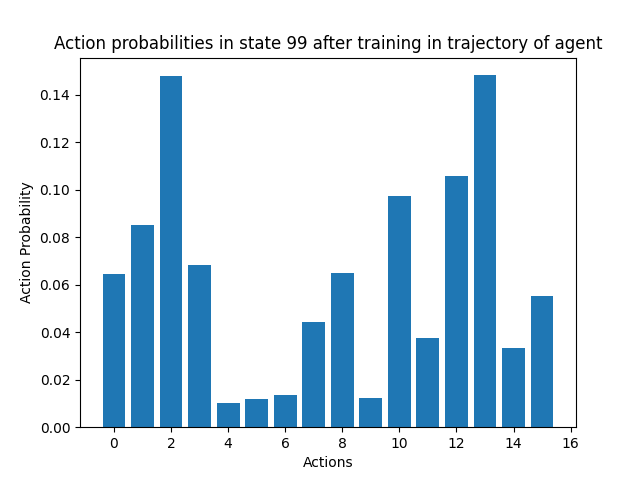 Action probabilities in state 99 after training in trajectory of agent
Action Probability
0.14
0.12
0.10
0.08
0.06
0.04
0.02
0.00
0 2 4 6 8 10 12 14 16
Actions